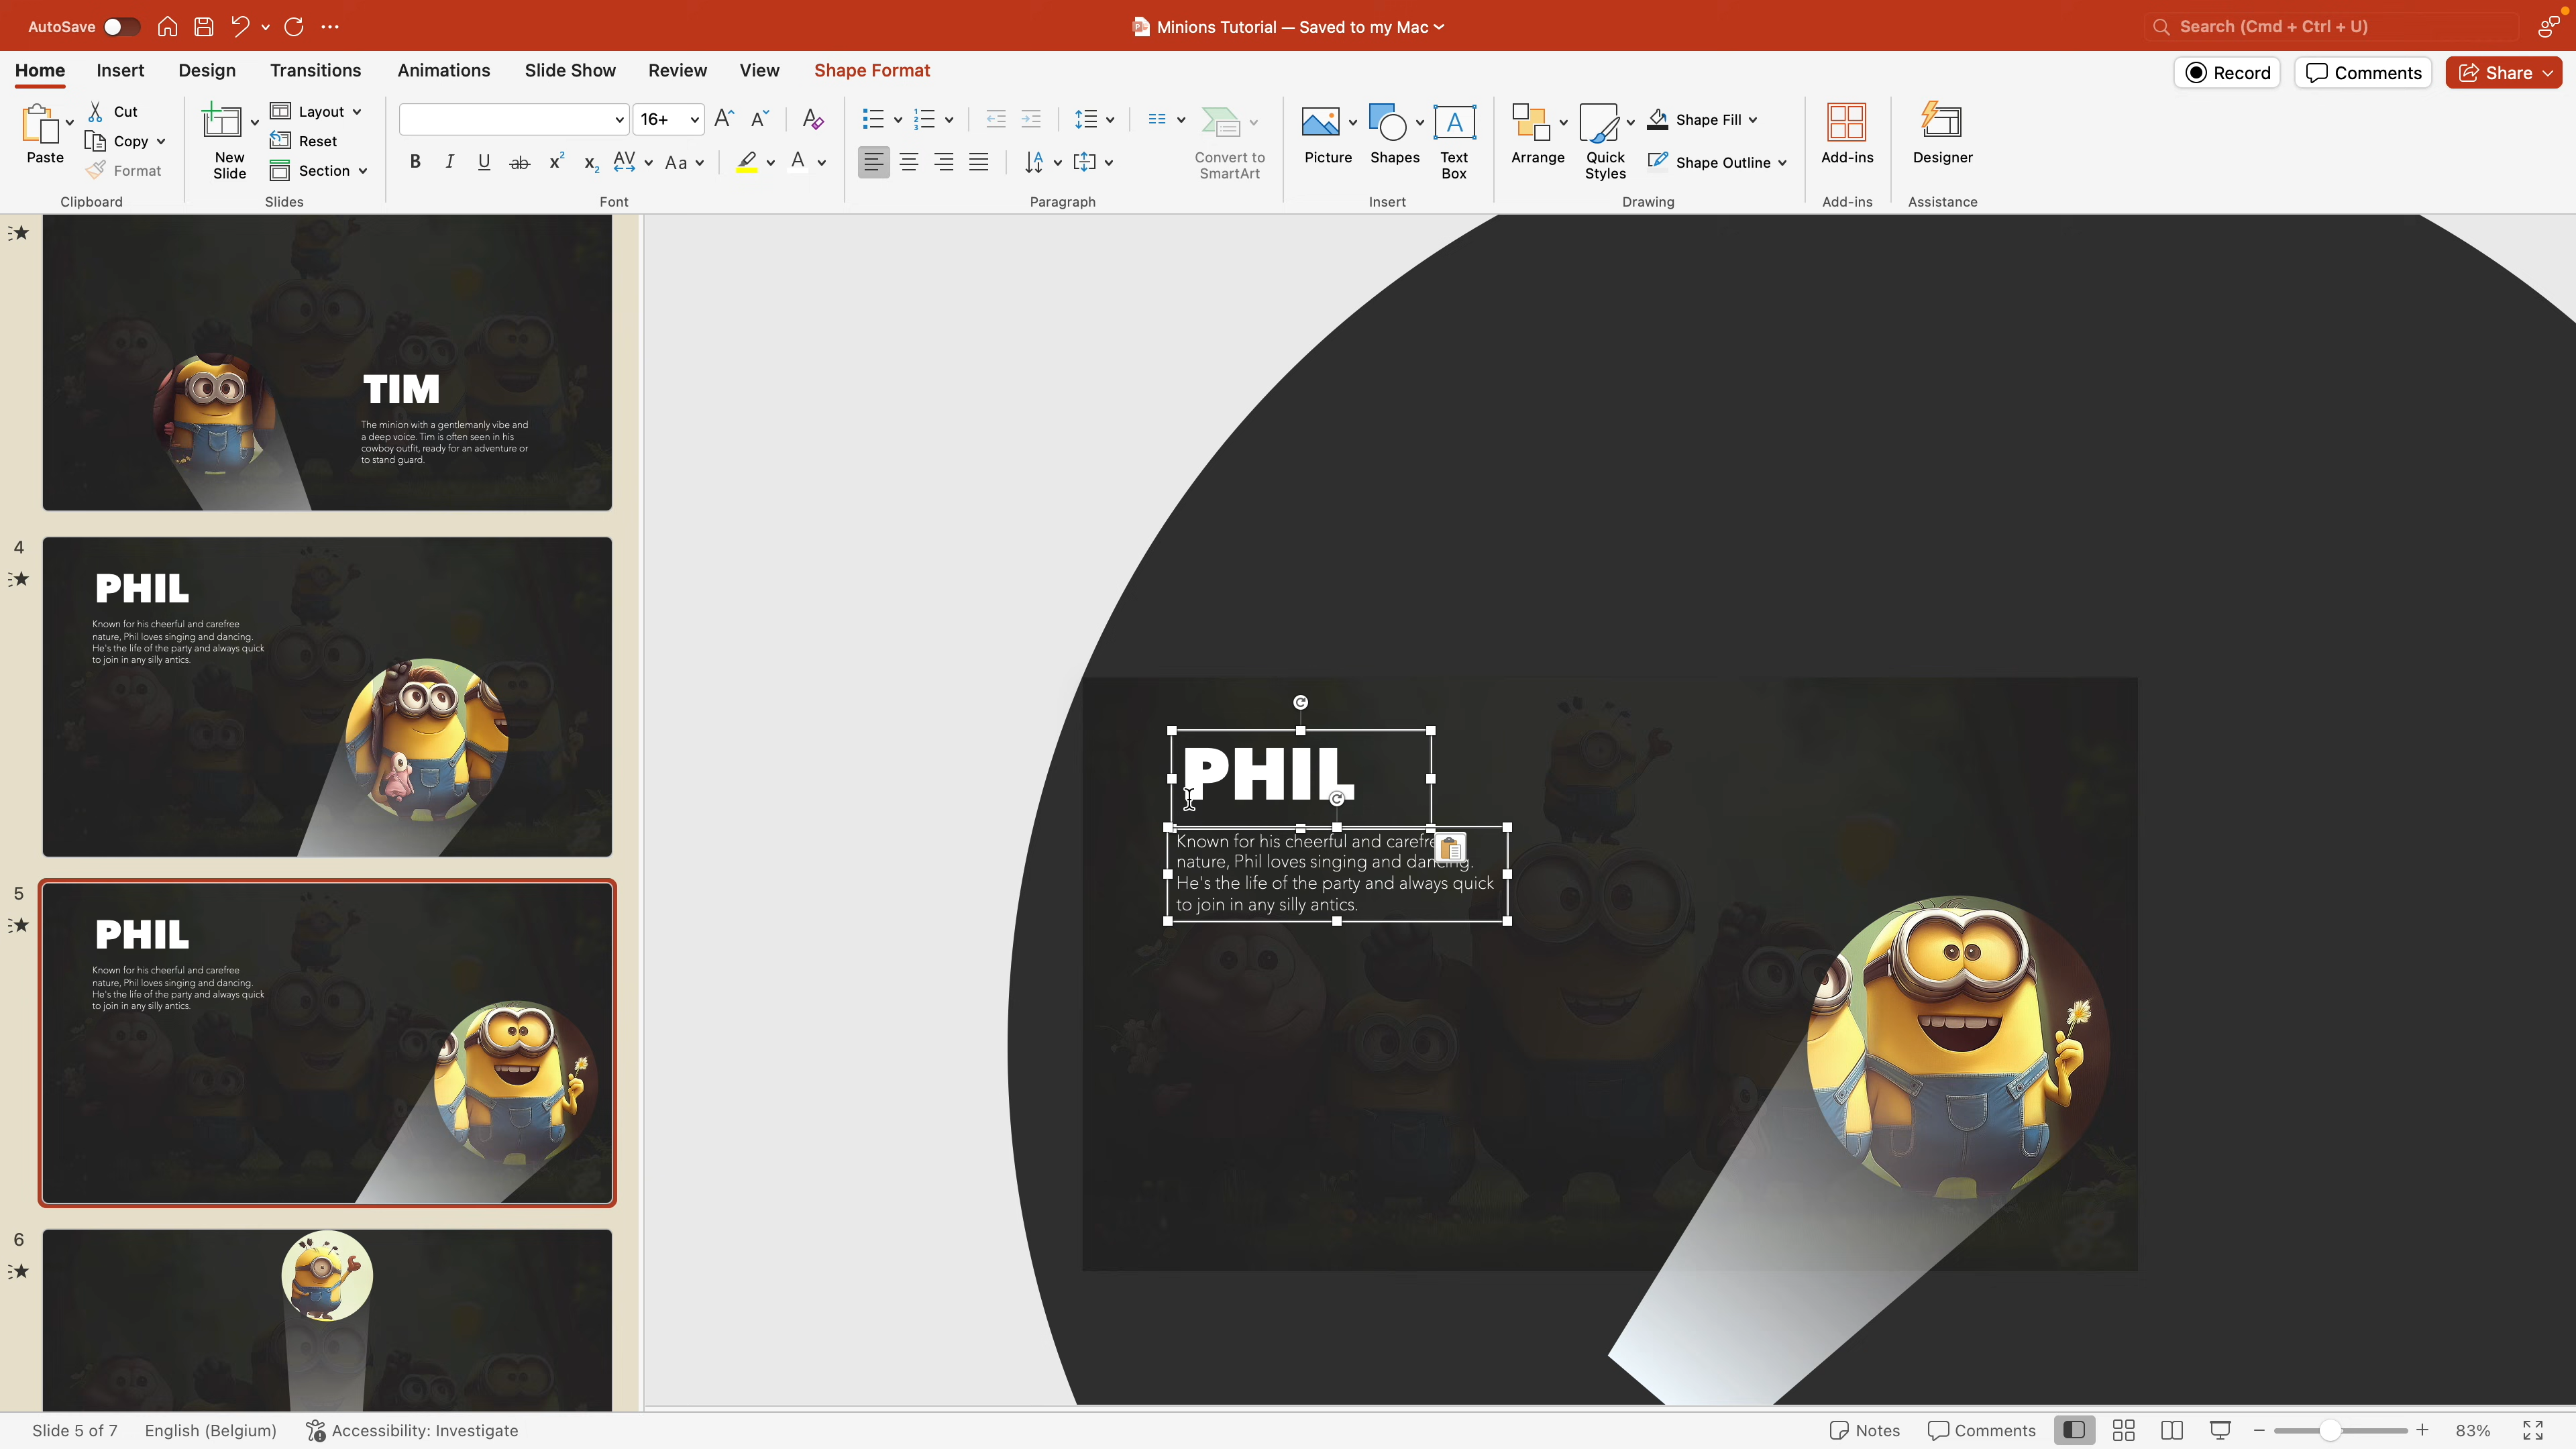 AutoSave
Minions Tutorial — Saved to my Mac
Search (Cmd + Ctrl + U)
Home Insert Design Transitions Animations Slide Show Review View Shape Format
Record Comments Share
Paste Cut Copy Format
Clipboard
New Slide Layout Reset Section
Slides
16+
Font
Paragraph
Convert to SmartArt
Picture Shapes Text Box
Insert
Arrange Quick Styles Shape Fill Shape Outline
Drawing
Add-ins
Add-ins
Designer
Assistance
TIM
The minion with a gentlemanly vibe and
a deep voice. Tim is often seen in his
cowboy outfit, ready for an adventure or
to stand guard.
4
PHIL
Known for his cheerful and carefree
nature, Phil loves singing and dancing.
He's the life of the party and always quick
to join in any silly antics.
5
PHIL
Known for his cheerful and carefree
nature, Phil loves singing and dancing.
He's the life of the party and always quick
to join in any silly antics.
6
PHIL
Known for his cheerful and carefre
nature, Phil loves singing and dancing.
He's the life of the party and always quick
to join in any silly antics.
Slide 5 of 7 English (Belgium) Accessibility: Investigate
Notes Comments 83%